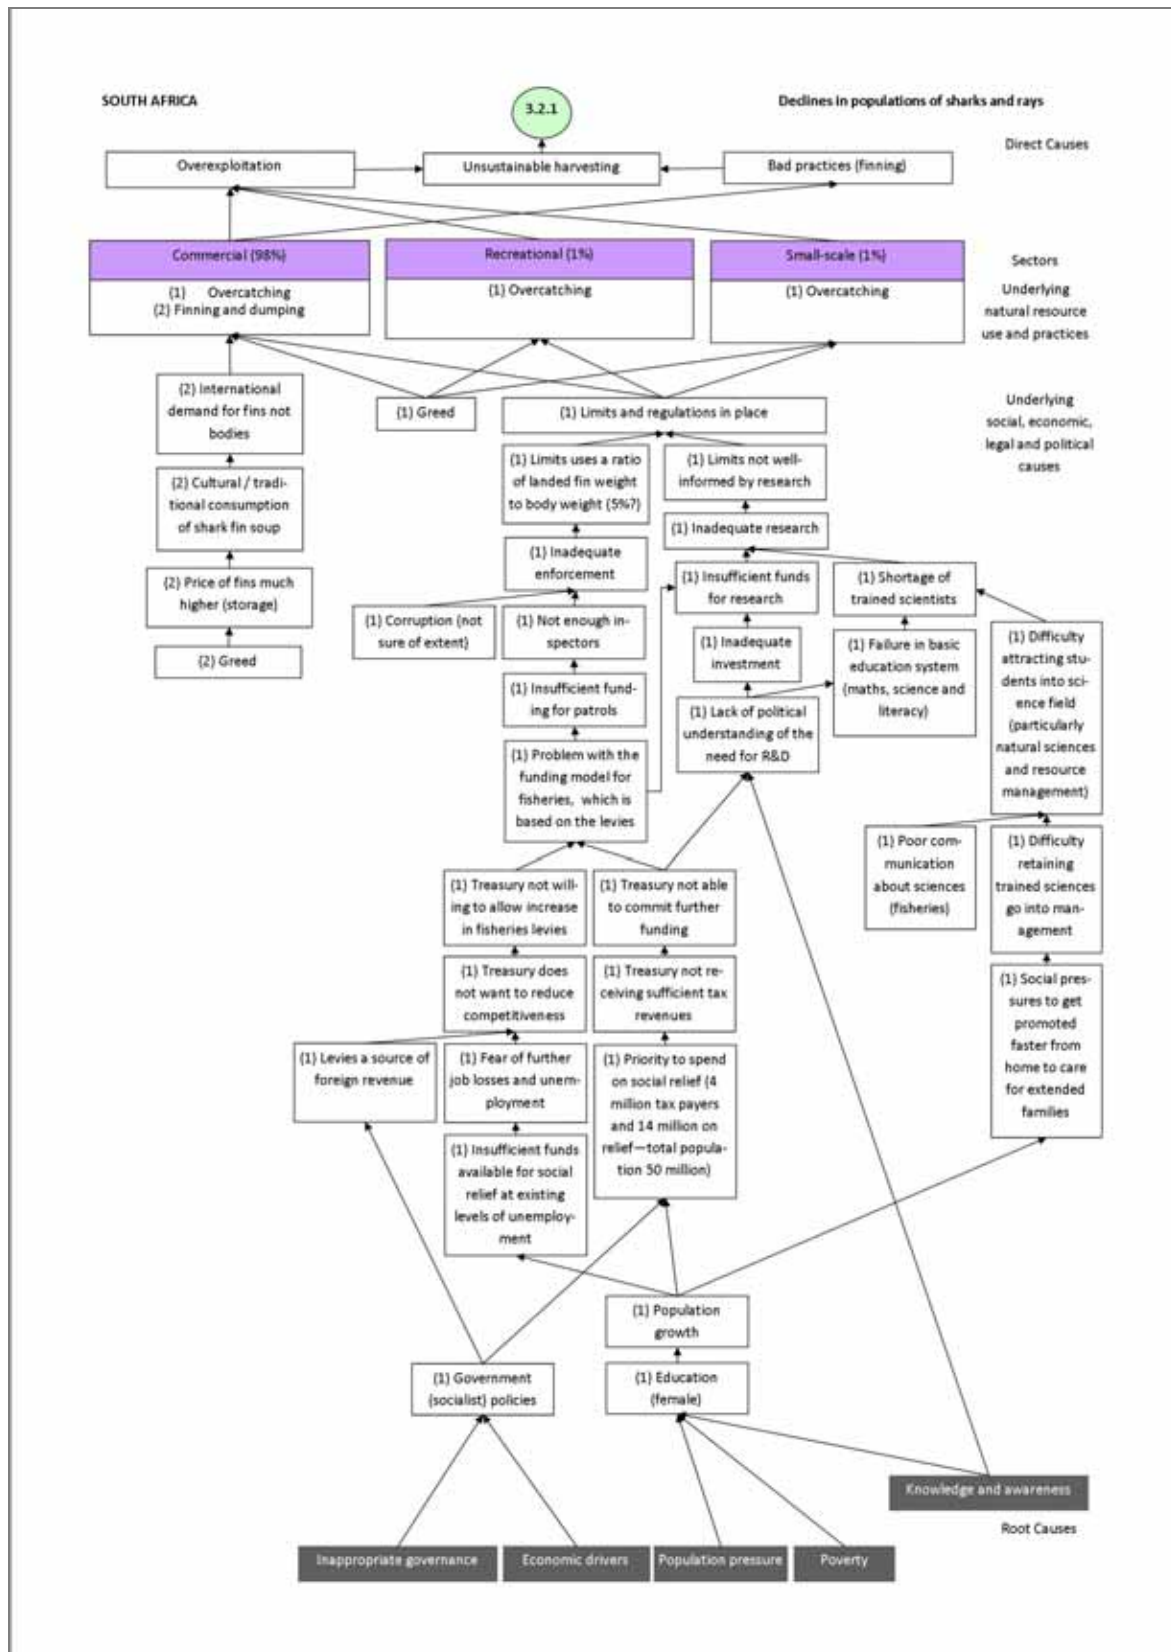 SOUTH AFRICA
3.2.1
Declines in populations of sharks and rays
Direct Causes
Overexploitation
Unsustainable harvesting
Bad practices (finning)
Commercial (98%)
Recreational (1%)
Small-scale (1%)
Sectors
(1) Overcatching
(2) Finning and dumping
(1) Overcatching
(1) Overcatching
Underlying
natural resource
use and practices
(2) International
demand for fins not
bodies
(1) Greed
(1) Limits and regulations in place
Underlying
social, economic,
legal and political
causes
(2) Cultural / tradi-
tional consumption
of shark fin soup
(1) Limits uses a ratio
of landed fin weight
to body weight (5%?)
(1) Limits not well-
informed by research
(1) Inadequate research
(1) Inadequate
enforcement
(2) Price of fins much
higher (storage)
(1) Insufficient funds
for research
(1) Shortage of
trained scientists
(2) Greed
(1) Corruption (not
sure of extent)
(1) Not enough in-
spectors
(1) Inadequate
investment
(1) Failure in basic
education system
(maths, science and
literacy)
(1) Difficulty
attracting stu-
dents into sci-
ence field
(particularly
natural sciences
and resource
management)
(1) Insufficient fund-
ing for patrols
(1) Lack of political
understanding of the
need for R&D
(1) Problem with the
funding model for
fisheries, which is
based on the levies
(1) Poor com-
munication
about sciences
(fisheries)
(1) Difficulty
retaining
trained sciences
go into man-
agement
(1) Treasury not will-
ing to allow increase
in fisheries levies
(1) Treasury not able
to commit further
funding
(1) Treasury does
not want to reduce
competitiveness
(1) Treasury not re-
ceiving sufficient tax
revenues
(1) Social pres-
sures to get
promoted
faster from
home to care
for extended
families
(1) Levies a source of
foreign revenue
(1) Fear of further
job losses and unem-
ployment
(1) Priority to spend
on social relief (4
million tax payers
and 14 million on
relief—total popula-
tion 50 million)
(1) Insufficient funds
available for social
relief at existing
levels of unemploy-
ment
(1) Population
growth
(1) Government
(socialist) policies
(1) Education
(female)
Knowledge and awareness
Root Causes
Inappropriate governance
Economic drivers
Population pressure
Poverty